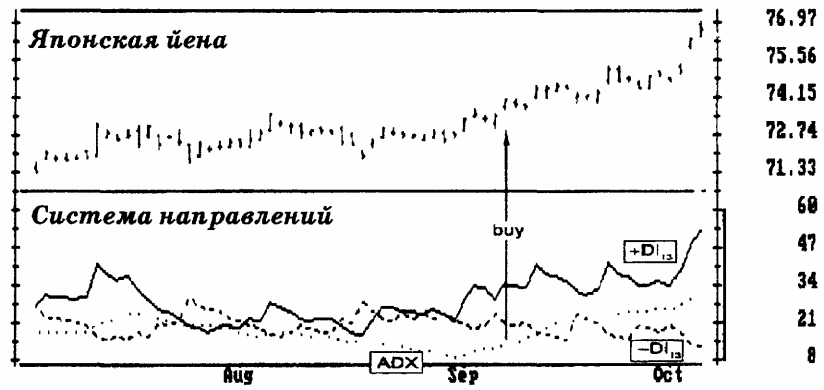 Японская йена
76.97
75.56
74.15
72.74
71.33
Система направлений
buy
+DI13
60
47
34
21
8
−DI13
ADX
Aug
Sep
Oct